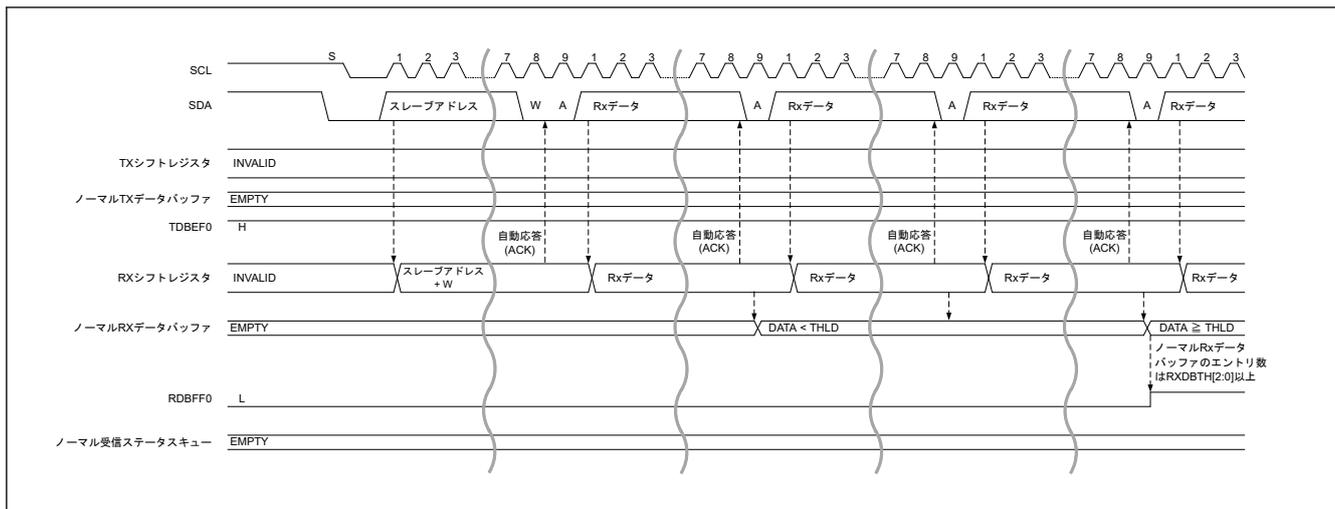 S 1 2 3 7 8 9 1 2 3 7 8 9 1 2 3 7 8 9 1 2 3 7 8 9 1 2 3
SCL
SDA スレーブアドレス W A Rxデータ A Rxデータ A Rxデータ A Rxデータ
TXシフトレジスタ INVALID
ノーマルTXデータバッファ EMPTY
TDBEF0 H
自動応答 自動応答 自動応答 自動応答
(ACK) (ACK) (ACK) (ACK)
RXシフトレジスタ INVALID スレーブアドレス Rxデータ Rxデータ Rxデータ Rxデータ
+ W
ノーマルRXデータバッファ EMPTY DATA < THLD DATA ≧ THLD
ノーマルRxデータ
バッファのエントリ数
はRXDBTH[2:0]以上
RDBFF0 L
ノーマル受信ステータスキュー EMPTY